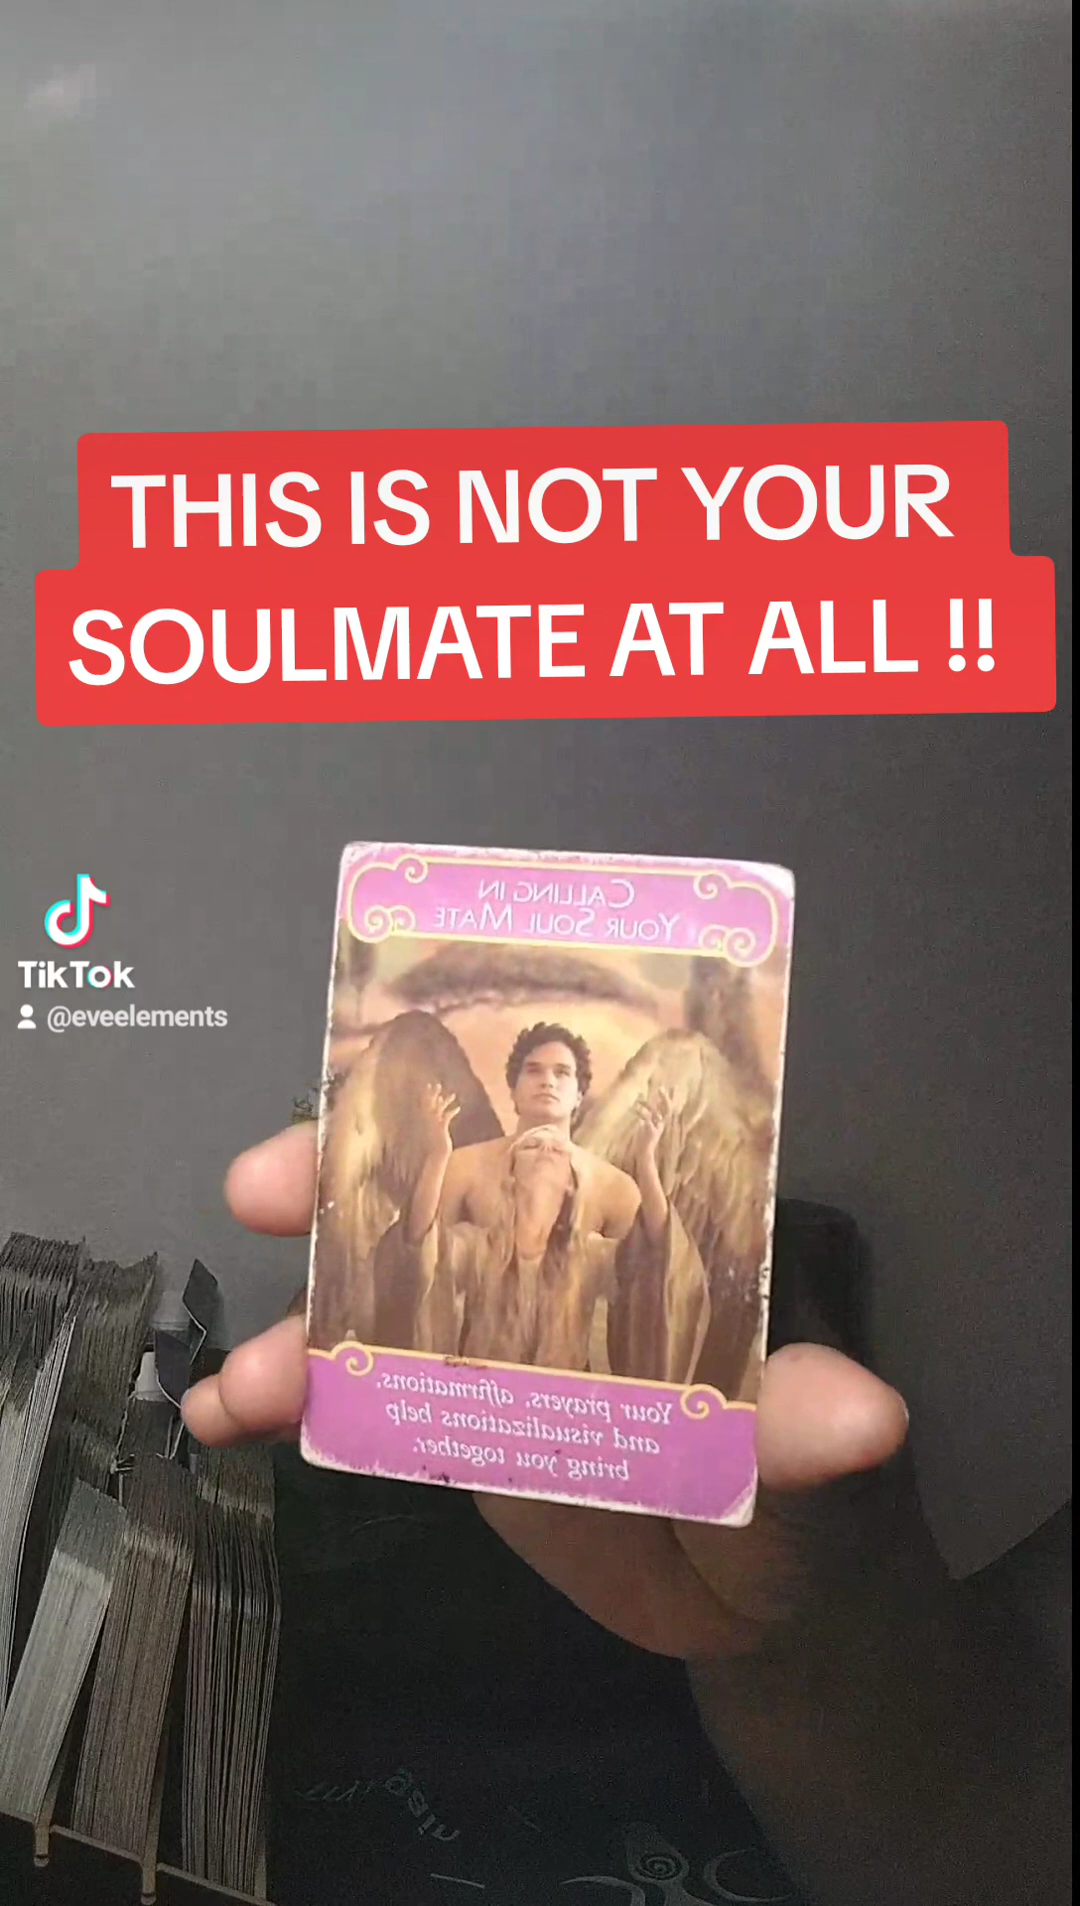 THIS IS NOT YOUR
SOULMATE AT ALL !!
TikTok
@eveelements
CALLING IN
YOUR SOUL MATE
Your prayers, affirmations,
and visualizations help
bring you together.